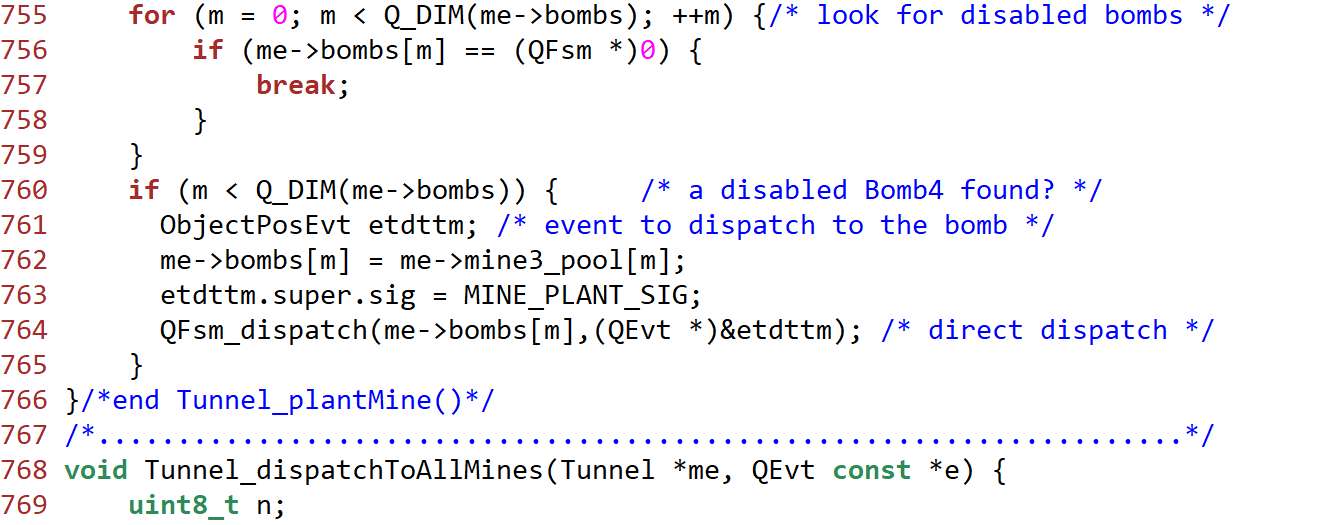 755     for (m = 0; m < Q_DIM(me->bombs); ++m) {/* look for disabled bombs */
756         if (me->bombs[m] == (QFsm *)0) {
757             break;
758         }
759     }
760     if (m < Q_DIM(me->bombs)) {     /* a disabled Bomb4 found? */
761       ObjectPosEvt etdttm; /* event to dispatch to the bomb */
762       me->bombs[m] = me->mine3_pool[m];
763       etdttm.super.sig = MINE_PLANT_SIG;
764       QFsm_dispatch(me->bombs[m],(QEvt *)&etdttm); /* direct dispatch */
765     }
766 }/*end Tunnel_plantMine()*/
767 /*....................................................................*/
768 void Tunnel_dispatchToAllMines(Tunnel *me, QEvt const *e) {
769     uint8_t n;